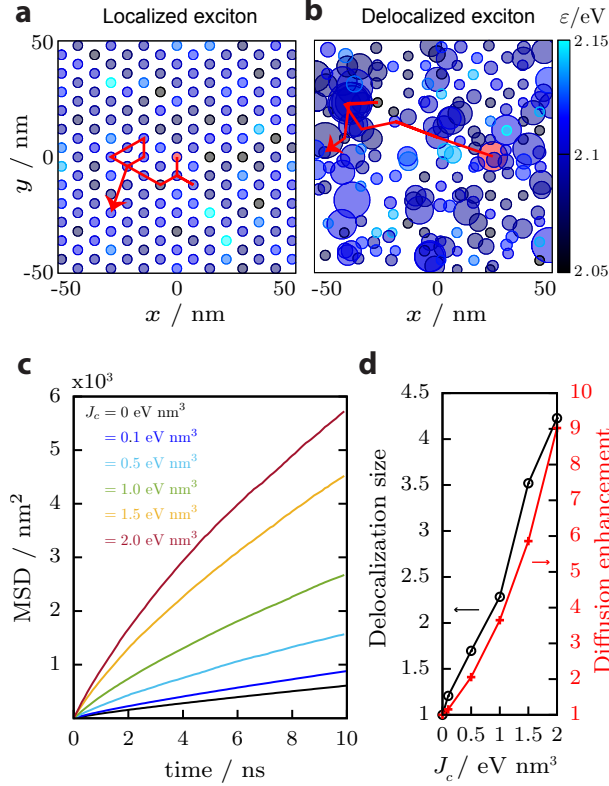 a
Localized exciton
b
Delocalized exciton
ε/eV
50
0
-50
y / nm
-50
0
50
x / nm
-50
0
50
x / nm
2.15
2.11
2.05
c
x10³
6
5
4
3
2
1
MSD / nm²
J_c = 0 eV nm³
= 0.1 eV nm³
= 0.5 eV nm³
= 1.0 eV nm³
= 1.5 eV nm³
= 2.0 eV nm³
0
2
4
6
8
10
time / ns
d
4.5
4
3.5
3
2.5
2
1.5
1
Delocalization size
10
9
8
7
6
5
4
3
2
1
Diffusion enhancement
0
0.5
1
1.5
2
J_c / eV nm³